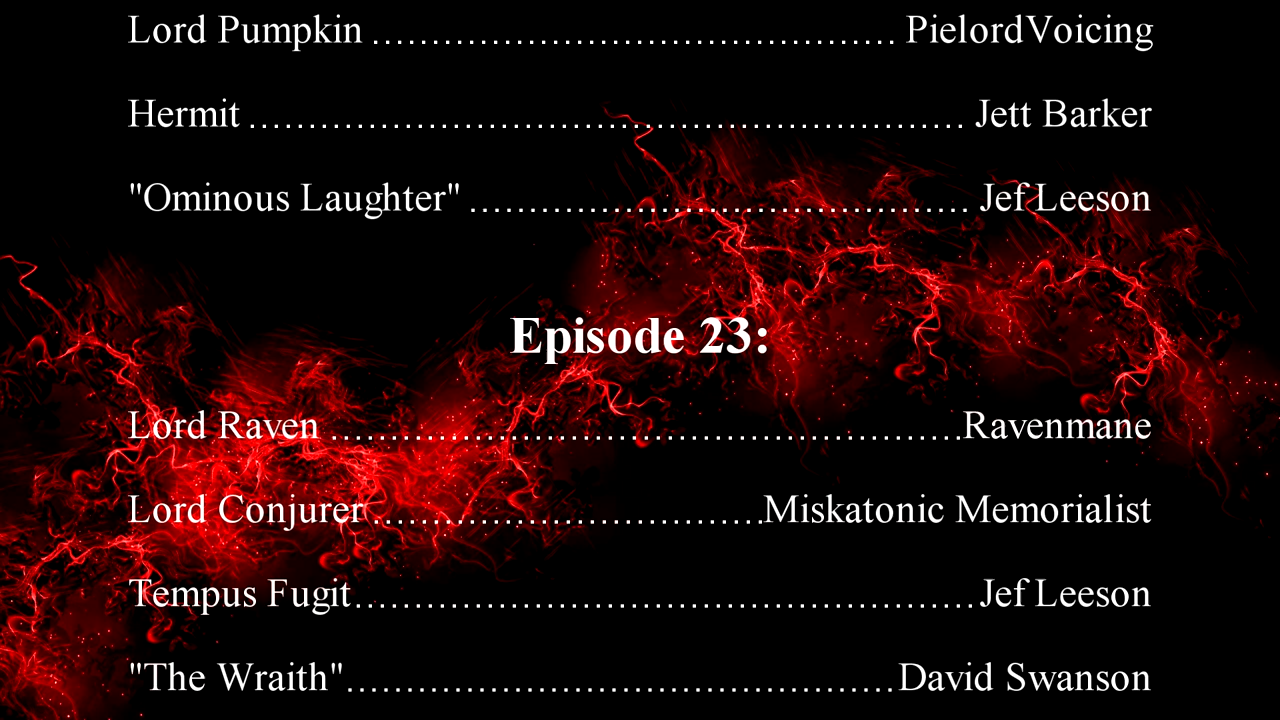 Lord Pumpkin ............................................ PielordVoicing
Hermit ............................................................ Jett Barker
"Ominous Laughter" .......................................... Jef Leeson
Episode 23:
Lord Raven .....................................................Ravenmane
Lord Conjurer .................................Miskatonic Memorialist
Tempus Fugit....................................................Jef Leeson
"The Wraith"..............................................David Swanson